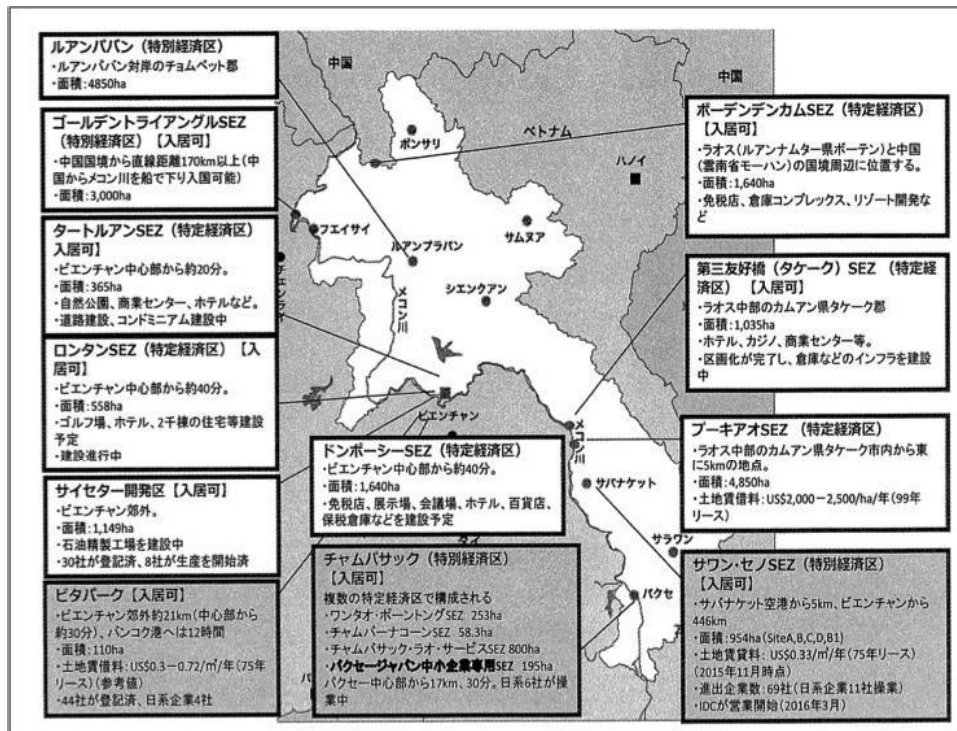 ルアンパバン（特別経済区）
・ルアンパバン対岸のチョムペット郡
・面積：4850ha
ゴールデントライアングルSEZ
（特別経済区）【入居可】
・中国国境から直線距離170km以上（中
国からメコン川を船で下り入国可能）
・面積：3,000ha
タートルアンSEZ（特定経済区）
入居可】
・ビエンチャン中心部から約20分。
・面積：365ha
・自然公園、商業センター、ホテルなど。
・道路建設、コンドミニアム建設中
ロンタンSEZ（特定経済区）【入
居可】
・ビエンチャン中心部から約40分。
・面積：558ha
・ゴルフ場、ホテル、2千棟の住宅等建設
予定
・建設進行中
サイセター開発区【入居可】
・ビエンチャン郊外。
・面積：1,149ha
・石油精製工場を建設中
・30社が登記済、8社が生産を開始済
ビタパーク【入居可】
・ビエンチャン郊外約21km（中心部から
約30分）、バンコク港へは12時間
・面積：110ha
・土地賃借料：US$0.3－0.72/㎡/年（75年
リース）（参考値）
・44社が登記済、日系企業4社
中国
中国
ベトナム
ポンサリ
ハノイ
フエイサイ
ルアンプラバン
サムヌア
シエンクアン
チェンライ
メコン川
ビエンチャン
メコン川
サバナケット
サラワン
パクセ
タイ
ドンポーシーSEZ（特定経済区）
・ビエンチャン中心部から約40分。
・面積：1,640ha
・免税店、展示場、会議場、ホテル、百貨店、
保税倉庫などを建設予定
チャムパサック（特別経済区）
【入居可】
複数の特定経済区で構成される
・ワンタオ・ポーントングSEZ 253ha
・チャムパーナコーンSEZ 58.3ha
・チャムパサック・ラオ・サービスSEZ 800ha
・パクセージャパン中小企業専用SEZ 195ha
パクセー中心部から17km、30分。日系6社が操
業中
ボーデンデンカムSEZ（特定経済区）
【入居可】
・ラオス（ルアンナムター県ボーテン）と中国
（雲南省モーハン）の国境周辺に位置する。
・面積：1,640ha
・免税店、倉庫コンプレックス、リゾート開発な
ど
第三友好橋（タケーク）SEZ （特定経
済区） 【入居可】
・ラオス中部のカムアン県タケーク郡
・面積：1,035ha
・ホテル、カジノ、商業センター等。
・区画化が完了し、倉庫などのインフラを建設
中
プーキアオSEZ （特定経済区）
・ラオス中部のカムアン県タケーク市内から東
に5kmの地点。
・面積：4,850ha
・土地賃借料：US$2,000－2,500/ha/年（99年
リース）
サワン・セノSEZ（特別経済区）
【入居可】
・サバナケット空港から5km、ビエンチャンから
446km
・面積：954ha（SiteA,B,C,D,B1）
・土地賃貸料：US$0.33/㎡/年（75年リース）
（2015年11月時点）
・進出企業数：69社（日系企業11社操業）
・IDCが営業開始（2016年3月）